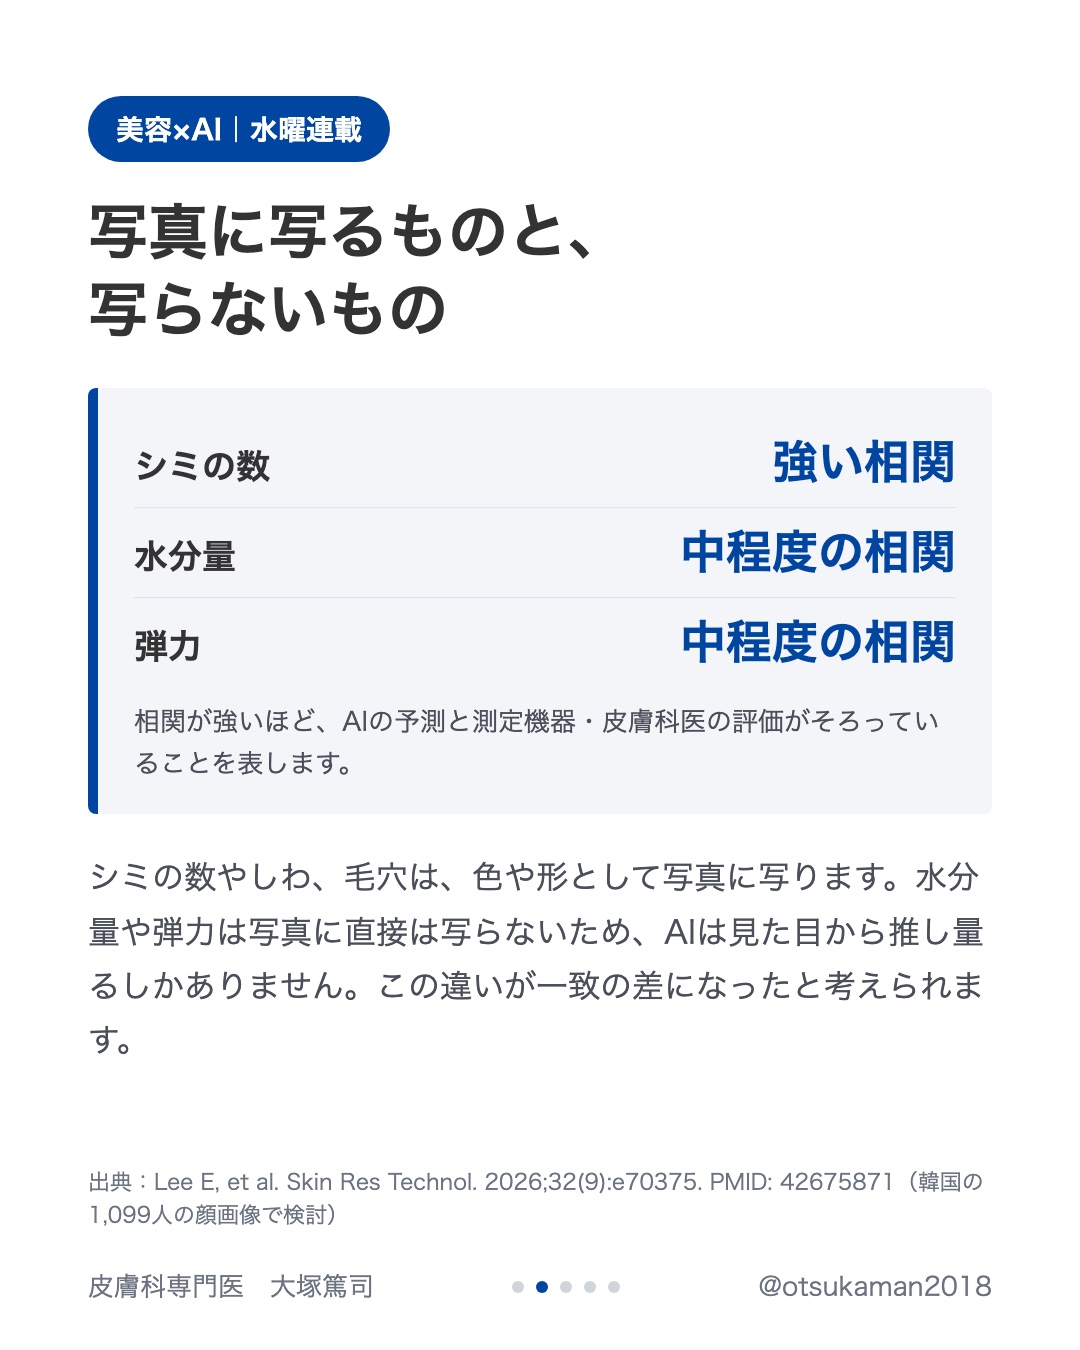 美容×AI｜水曜連載
写真に写るものと、
写らないもの
シミの数 強い相関
水分量 中程度の相関
弾力 中程度の相関
相関が強いほど、AIの予測と測定機器・皮膚科医の評価がそろってい
ることを表します。
シミの数やしわ、毛穴は、色や形として写真に写ります。水分
量や弾力は写真に直接は写らないため、AIは見た目から推し量
るしかありません。この違いが一致の差になったと考えられま
す。
出典：Lee E, et al. Skin Res Technol. 2026;32(9):e70375. PMID: 42675871（韓国の
1,099人の顔画像で検討）
皮膚科専門医　大塚篤司 @otsukaman2018